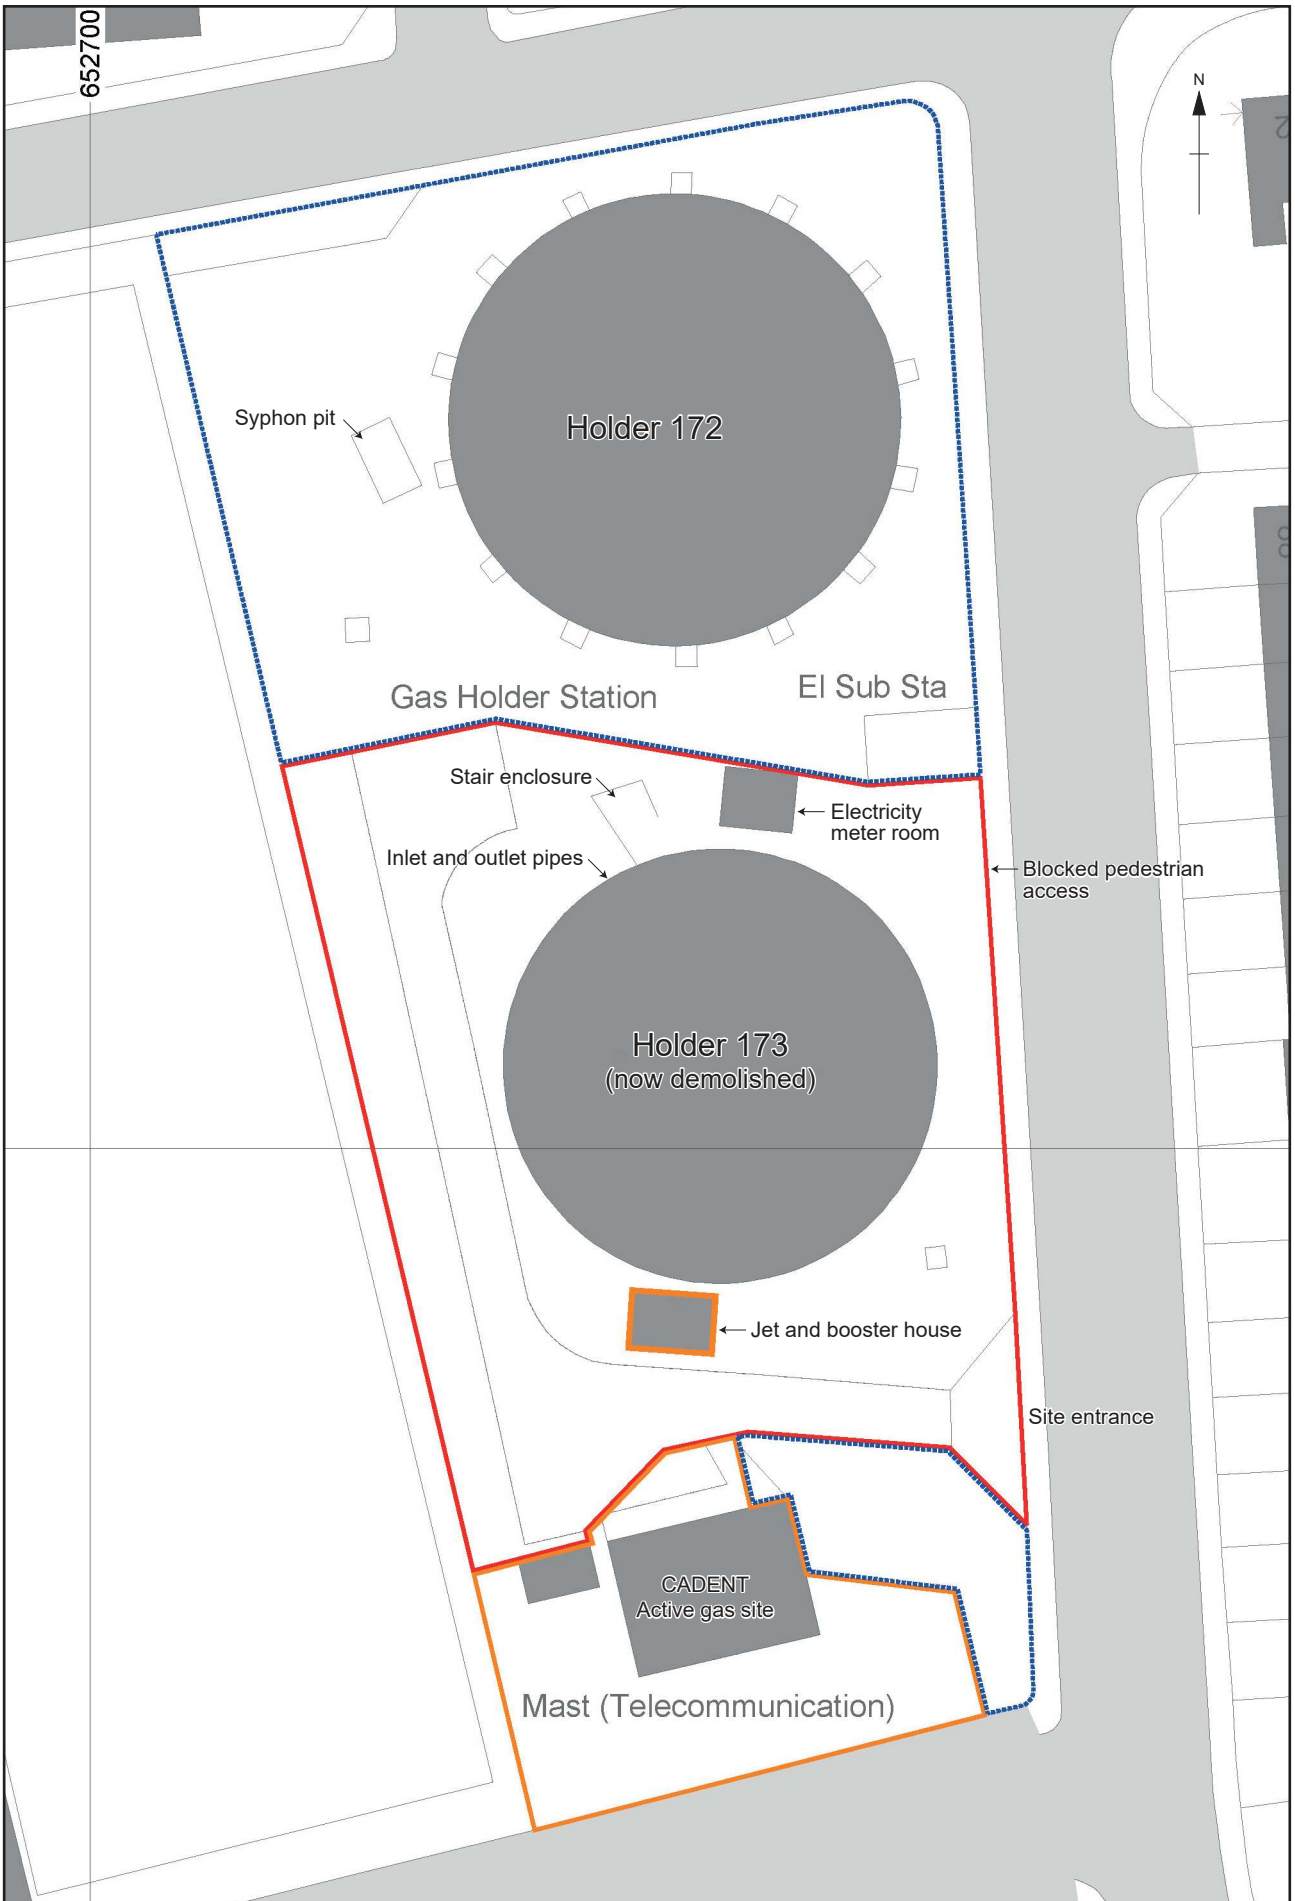 652700
N
2
Syphon pit
Holder 172
8
Gas Holder Station
El Sub Sta
Stair enclosure
Electricity
meter room
Inlet and outlet pipes
Blocked pedestrian
access
Holder 173
(now demolished)
Jet and booster house
Site entrance
CADENT
Active gas site
Mast (Telecommunication)